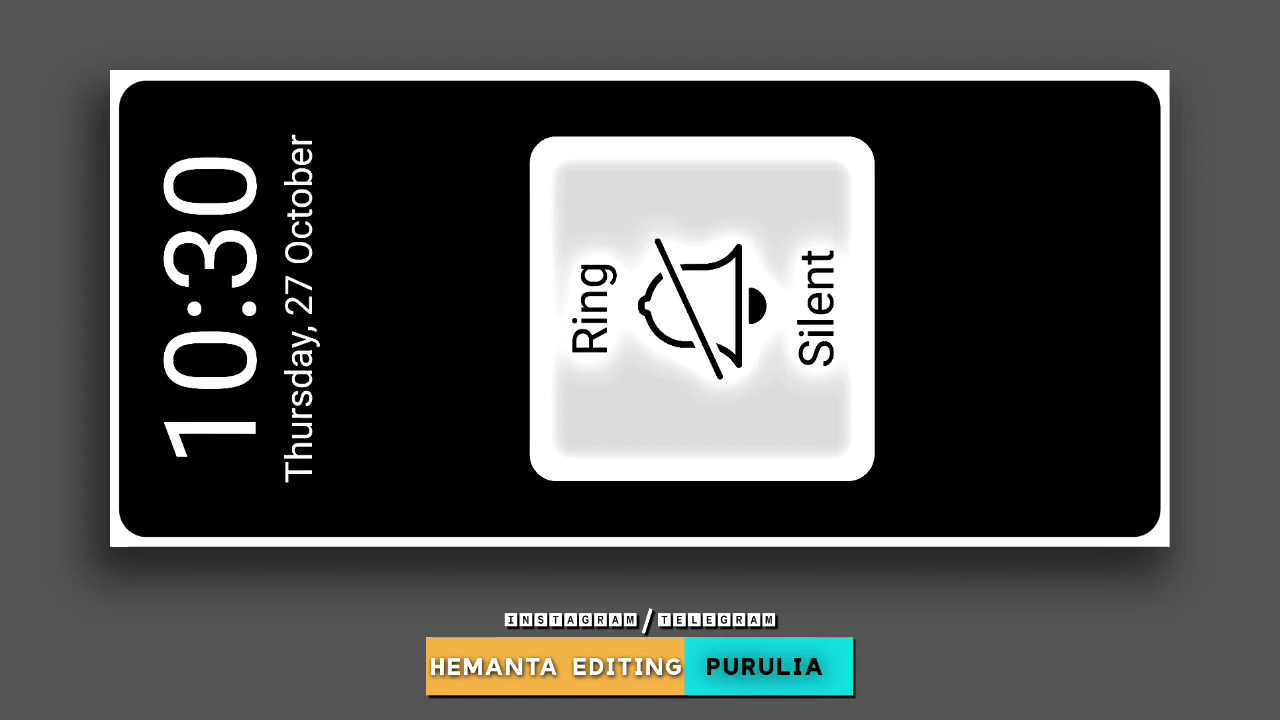 10:30
Thursday, 27 October
Ring
Silent
INSTAGRAM/TELEGRAM
HEMANTA EDITING PURULIA